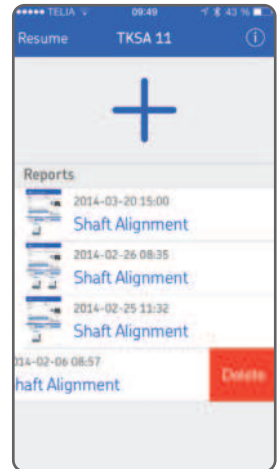 TELIA 09:49 43 %
Resume TKSA 11
Reports
2014-03-20 15:00
Shaft Alignment
2014-02-26 08:35
Shaft Alignment
2014-02-25 11:32
Shaft Alignment
014-02-06 08:57
haft Alignment Delete